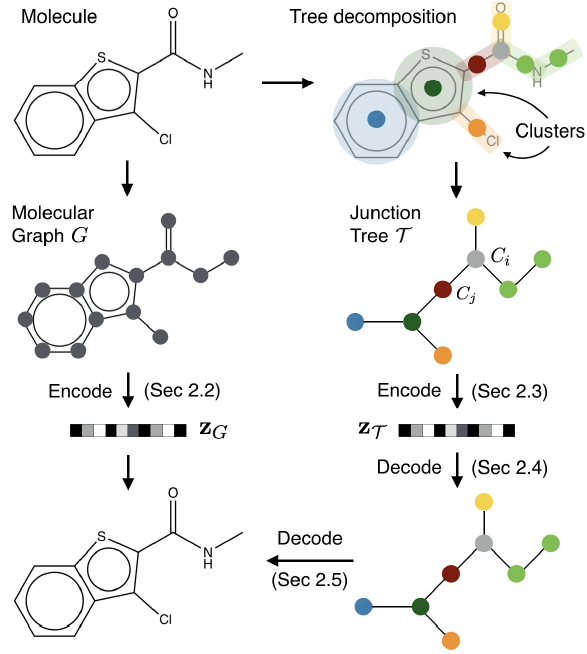 Molecule
Tree decomposition
O
S
N
H
Cl
O
S
N
H
Cl
Clusters
Molecular
Graph G
Junction
Tree 𝒯
C_i
C_j
Encode (Sec 2.2)
Encode (Sec 2.3)
z_G
z_𝒯
Decode (Sec 2.4)
O
S
N
H
Cl
Decode
(Sec 2.5)